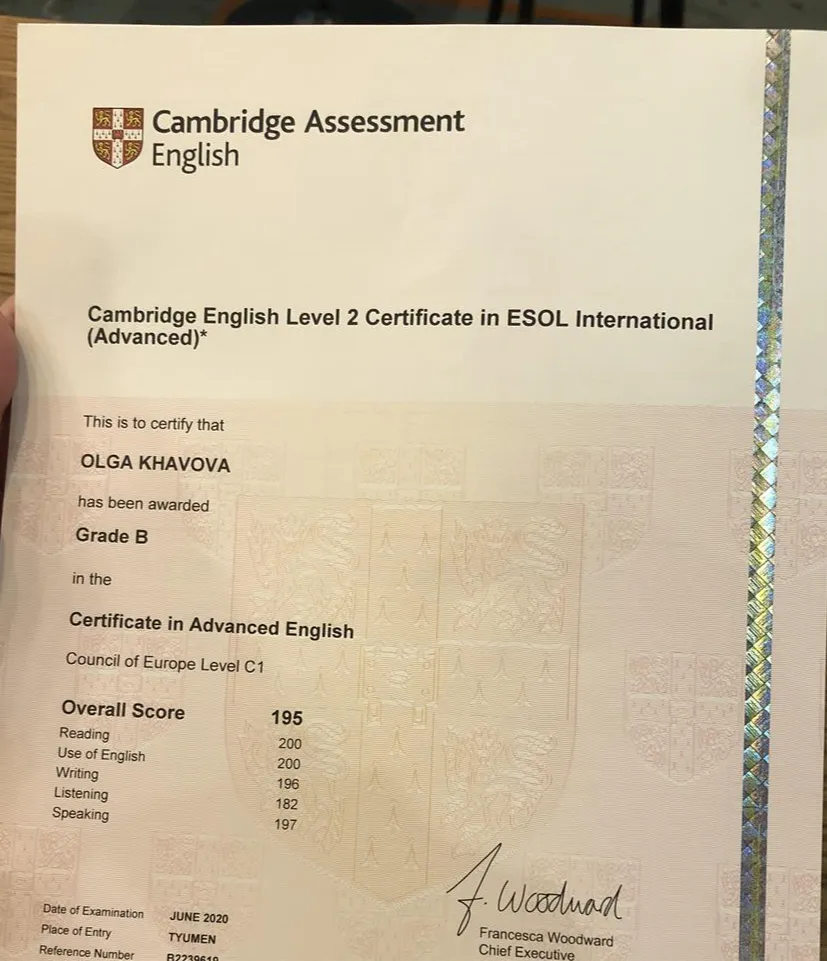 Cambridge Assessment
English
Cambridge English Level 2 Certificate in ESOL International
(Advanced)*
This is to certify that
OLGA KHAVOVA
has been awarded
Grade B
in the
Certificate in Advanced English
Council of Europe Level C1
Overall Score 195
Reading 200
Use of English 200
Writing 196
Listening 182
Speaking 197
Date of Examination JUNE 2020
Place of Entry TYUMEN
Reference Number
F. Woodward
Francesca Woodward
Chief Executive